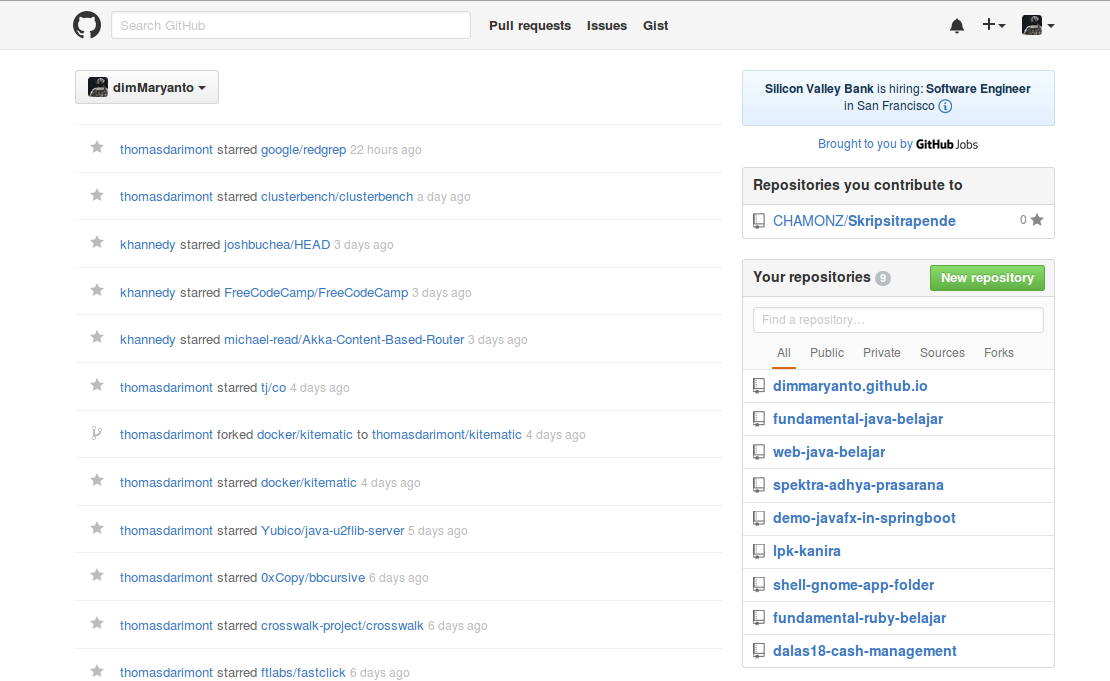 Search GitHub
Pull requests Issues Gist
dimMaryanto
thomasdarimont starred google/redgrep 22 hours ago
thomasdarimont starred clusterbench/clusterbench a day ago
khannedy starred joshbuchea/HEAD 3 days ago
khannedy starred FreeCodeCamp/FreeCodeCamp 3 days ago
khannedy starred michael-read/Akka-Content-Based-Router 3 days ago
thomasdarimont starred tj/co 4 days ago
thomasdarimont forked docker/kitematic to thomasdarimont/kitematic 4 days ago
thomasdarimont starred docker/kitematic 4 days ago
thomasdarimont starred Yubico/java-u2flib-server 5 days ago
thomasdarimont starred 0xCopy/bbcursive 6 days ago
thomasdarimont starred crosswalk-project/crosswalk 6 days ago
thomasdarimont starred ftlabs/fastclick 6 days ago
Silicon Valley Bank is hiring: Software Engineer
in San Francisco
Brought to you by GitHub Jobs
Repositories you contribute to
CHAMONZ/Skripsitrapende 0
Your repositories 9 New repository
Find a repository…
All Public Private Sources Forks
dimmaryanto.github.io
fundamental-java-belajar
web-java-belajar
spektra-adhya-prasarana
demo-javafx-in-springboot
lpk-kanira
shell-gnome-app-folder
fundamental-ruby-belajar
dalas18-cash-management